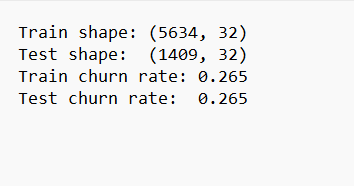 Train shape: (5634, 32)
Test shape:  (1409, 32)
Train churn rate: 0.265
Test churn rate:  0.265